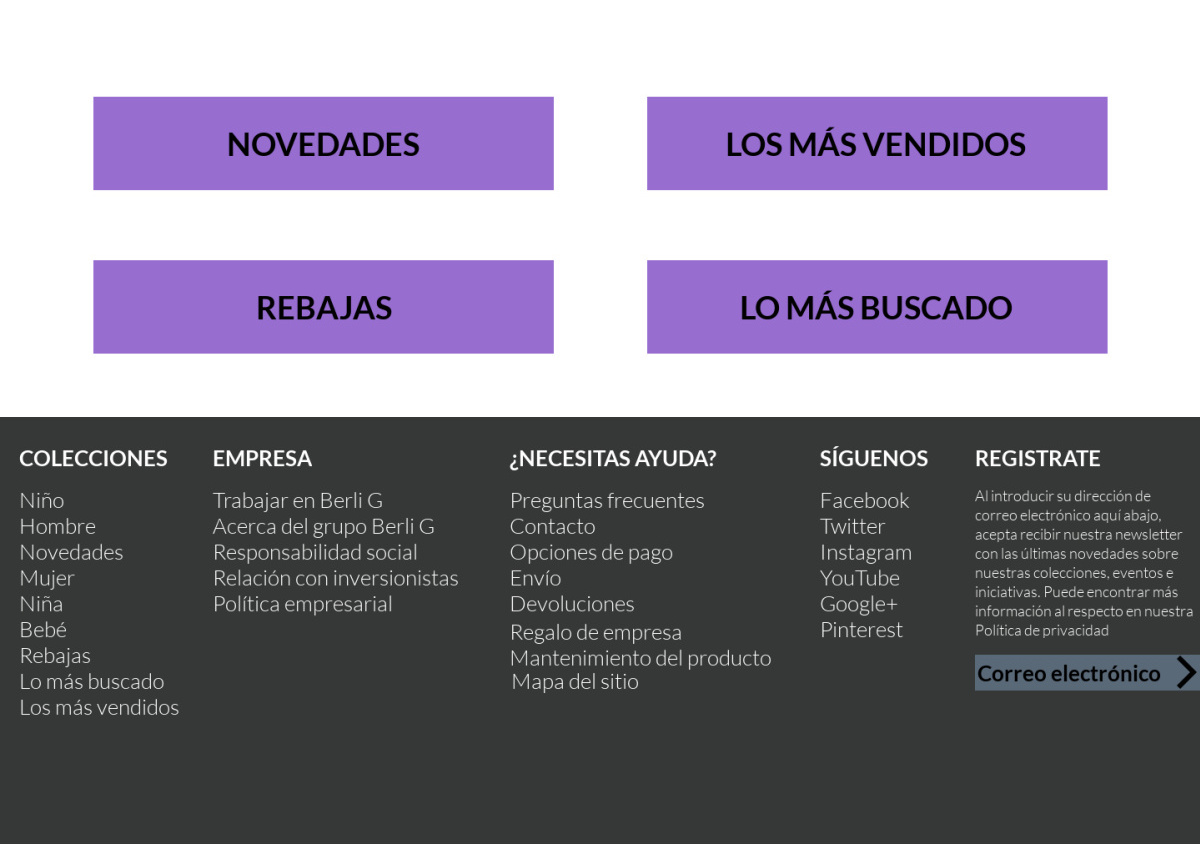 NOVEDADES
LOS MÁS VENDIDOS
REBAJAS
LO MÁS BUSCADO
COLECCIONES
Niño
Hombre
Novedades
Mujer
Niña
Bebé
Rebajas
Lo más buscado
Los más vendidos
EMPRESA
Trabajar en Berli G
Acerca del grupo Berli G
Responsabilidad social
Relación con inversionistas
Política empresarial
¿NECESITAS AYUDA?
Preguntas frecuentes
Contacto
Opciones de pago
Envío
Devoluciones
Regalo de empresa
Mantenimiento del producto
Mapa del sitio
SÍGUENOS
Facebook
Twitter
Instagram
YouTube
Google+
Pinterest
REGISTRATE
Al introducir su dirección de
correo electrónico aquí abajo,
acepta recibir nuestra newsletter
con las últimas novedades sobre
nuestras colecciones, eventos e
iniciativas. Puede encontrar más
información al respecto en nuestra
Política de privacidad
Correo electrónico